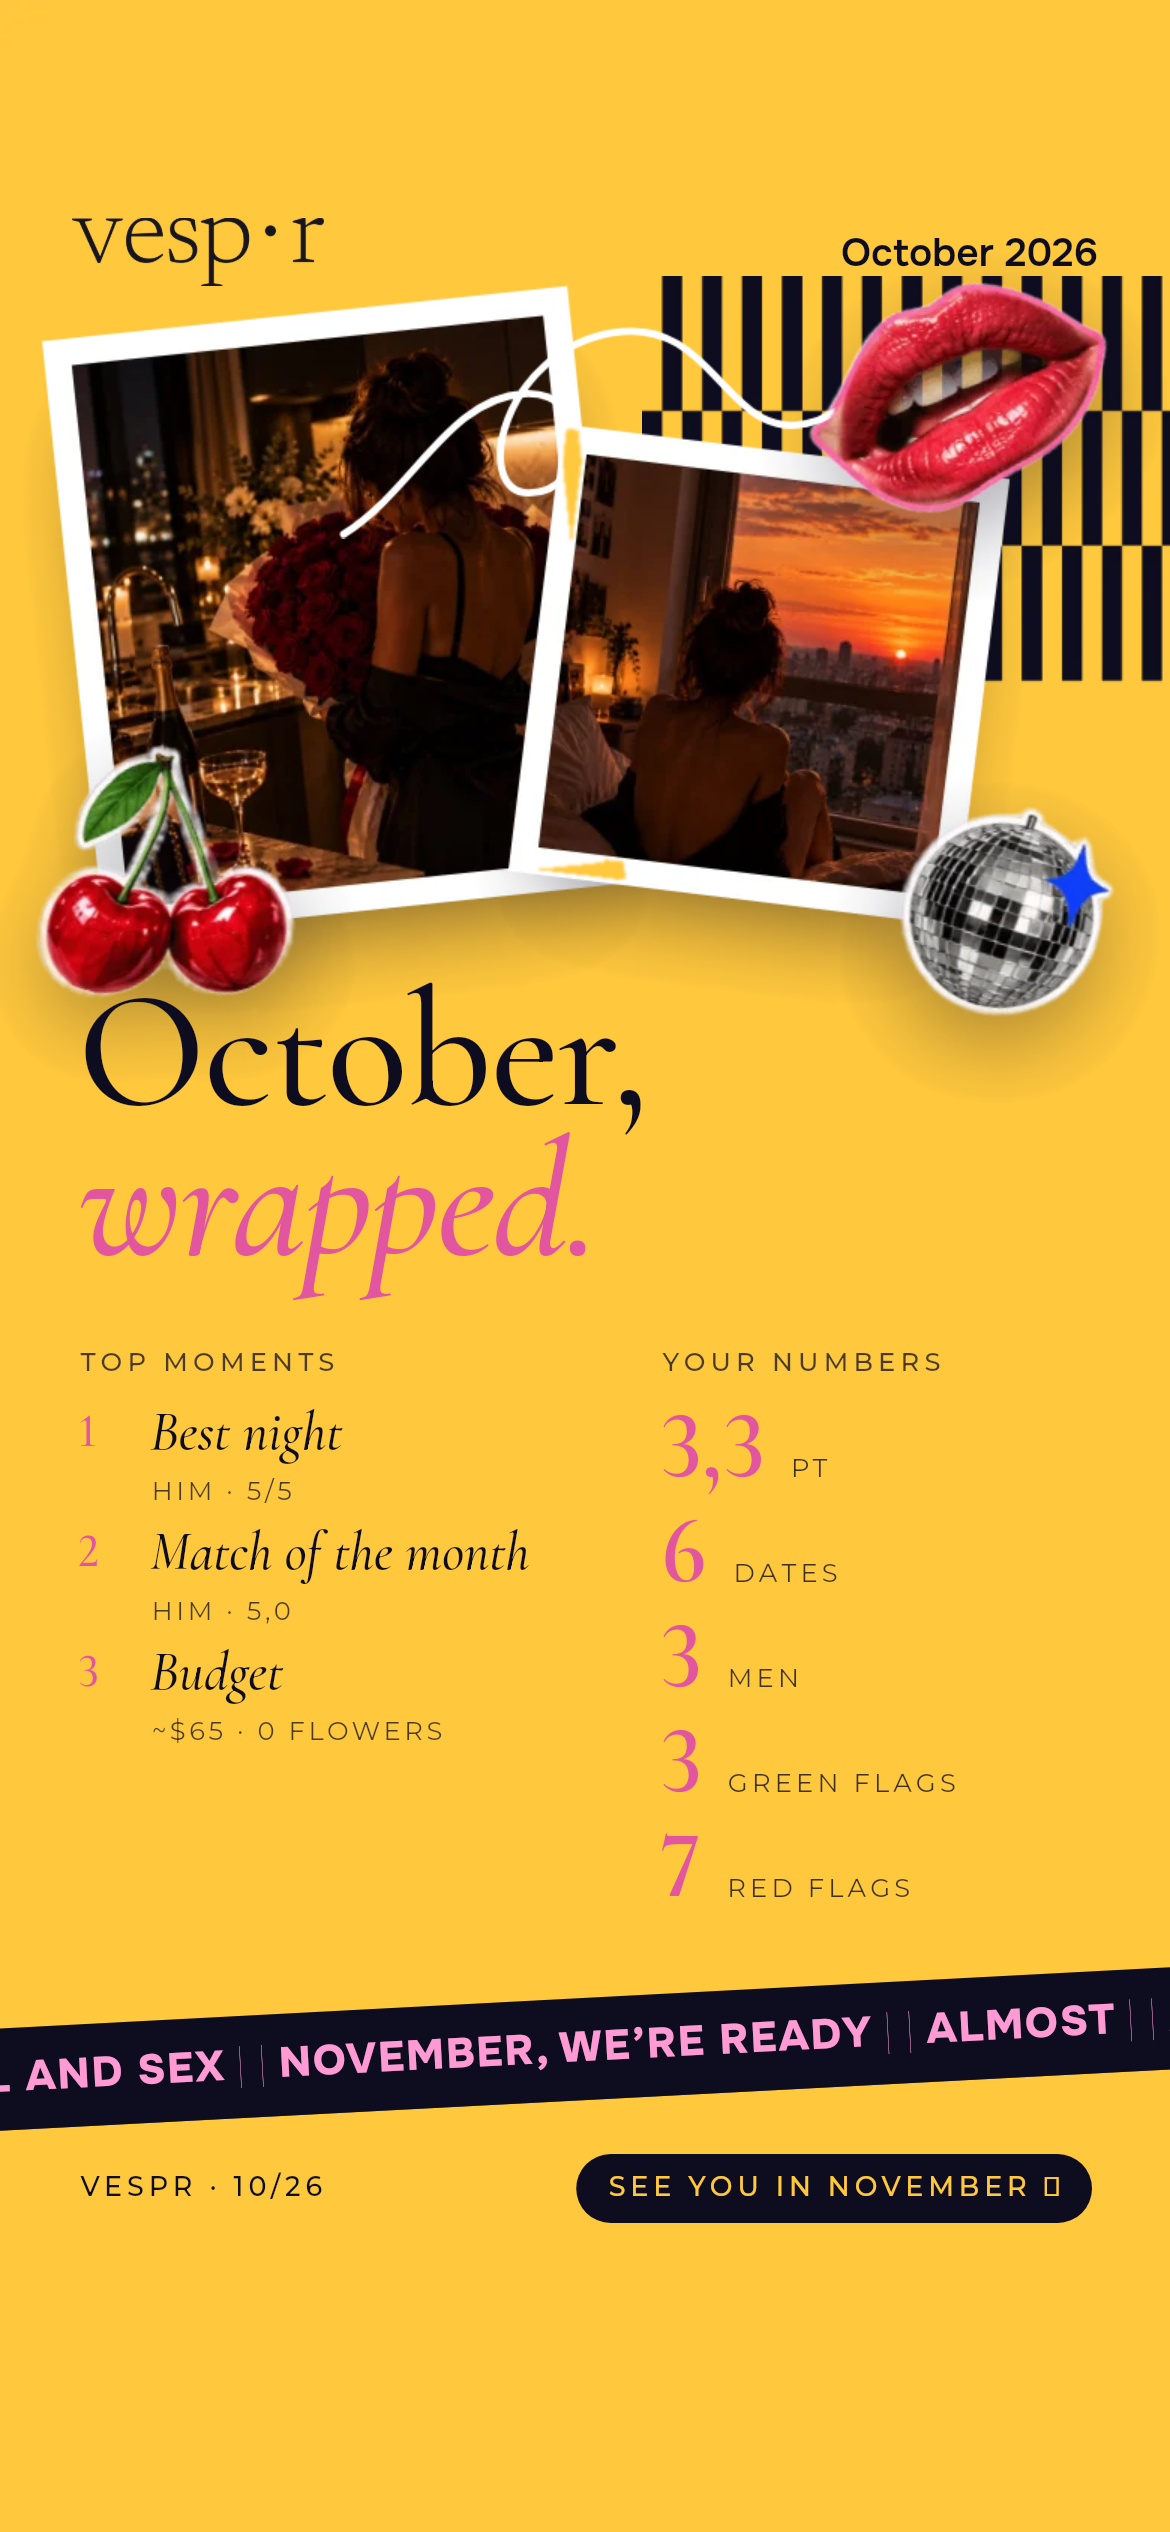 vesp·r
October 2026
October,
wrapped.
TOP MOMENTS
1 Best night
HIM · 5/5
2 Match of the month
HIM · 5,0
3 Budget
~$65 · 0 FLOWERS
YOUR NUMBERS
3,3 PT
6 DATES
3 MEN
3 GREEN FLAGS
7 RED FLAGS
AND SEX || NOVEMBER, WE’RE READY || ALMOST ||
VESPR · 10/26
SEE YOU IN NOVEMBER